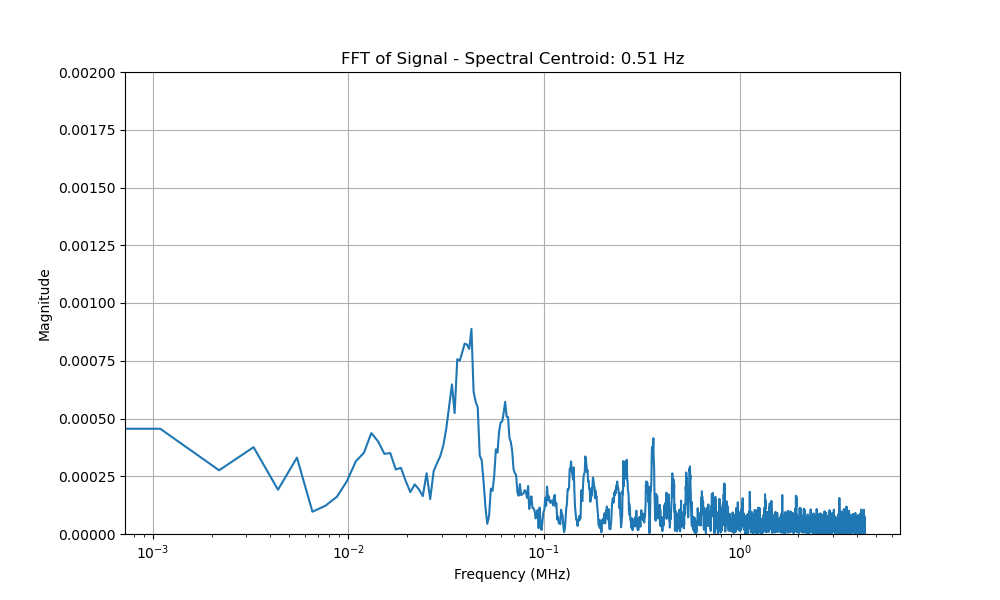 FFT of Signal - Spectral Centroid: 0.51 Hz
0.00200
0.00175
0.00150
0.00125
0.00100
0.00075
0.00050
0.00025
0.00000
Magnitude
10⁻³ 10⁻² 10⁻¹ 10⁰
Frequency (MHz)